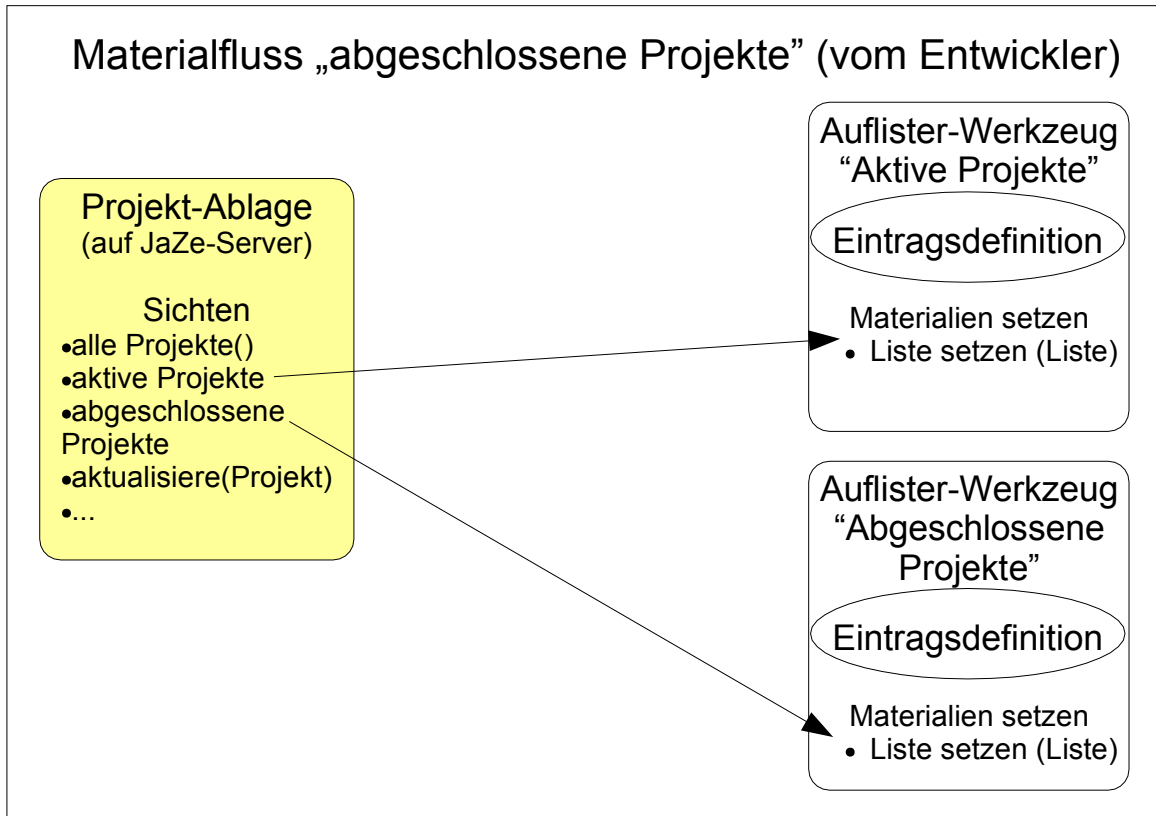 Materialfluss „abgeschlossene Projekte” (vom Entwickler)
Projekt-Ablage
(auf JaZe-Server)
Sichten
•alle Projekte()
•aktive Projekte
•abgeschlossene
Projekte
•aktualisiere(Projekt)
•...
Auflister-Werkzeug
“Aktive Projekte”
Eintragsdefinition
Materialien setzen
• Liste setzen (Liste)
Auflister-Werkzeug
“Abgeschlossene
Projekte”
Eintragsdefinition
Materialien setzen
• Liste setzen (Liste)